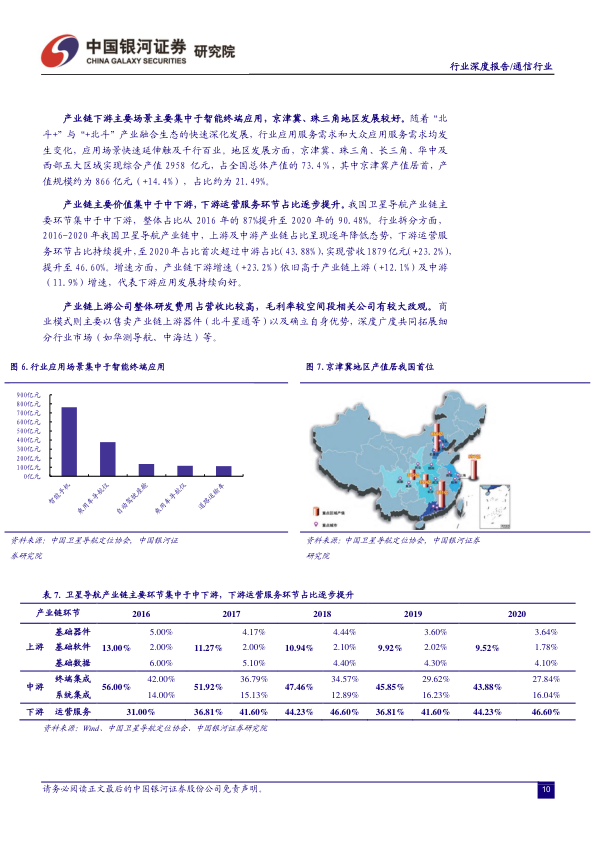 中国银河证券 研究院
CHINA GALAXY SECURITIES
行业深度报告/通信行业
产业链下游主要场景主要集中于智能终端应用，京津冀、珠三角地区发展较好。随着“北
斗+”与“+北斗”产业融合生态的快速深化发展，行业应用服务需求和大众应用服务需求均发
生变化，应用场景快速延伸触及千行百业。地区发展方面，京津冀、珠三角、长三角、华中及
西部五大区域实现综合产值 2958 亿元，占全国总体产值的 73.4％，其中京津冀产值居首，产
值规模约为 866 亿元（+14.4%），占比约为 21.49%。
产业链主要价值集中于中下游，下游运营服务环节占比逐步提升。我国卫星导航产业链主
要环节集中于中下游，整体占比从 2016 年的 87%提升至 2020 年的 90.48%。行业拆分方面，
2016-2020 年我国卫星导航产业链中，上游及中游产业链占比呈现逐年降低态势，下游运营服
务环节占比持续提升，至 2020 年占比首次超过中游占比（43.88%），实现营收 1879 亿元（+23.2%），
提升至 46.60%。增速方面，产业链下游增速（+23.2%）依旧高于产业链上游（+12.1%）及中游
（11.9%）增速，代表下游应用发展持续向好。
产业链上游公司整体研发费用占营收比较高，毛利率较空间段相关公司有较大改观。商
业模式则主要以售卖产业链上游器件（北斗星通等）以及确立自身优势，深度广度共同拓展细
分行业市场（如华测导航、中海达）等。
图 6.行业应用场景集中于智能终端应用
图 7.京津冀地区产值居我国首位
900亿元
800亿元
700亿元
600亿元
500亿元
400亿元
300亿元
200亿元
100亿元
0亿元
智能手机
乘用车导航仪
自动驾驶座舱
乘用车导航仪
道路运输车
重点区域产值
重点城市
资料来源：中国卫星导航定位协会，中国银河证
券研究院
资料来源：中国卫星导航定位协会，中国银河证券
研究院
表 7. 卫星导航产业链主要环节集中于中下游，下游运营服务环节占比逐步提升
产业链环节 2016 2017 2018 2019 2020
基础器件 5.00% 4.17% 4.44% 3.60% 3.64%
上游 基础软件 13.00% 2.00% 11.27% 2.00% 10.94% 2.10% 9.92% 2.02% 9.52% 1.78%
基础数据 6.00% 5.10% 4.40% 4.30% 4.10%
中游 终端集成 56.00% 42.00% 51.92% 36.79% 47.46% 34.57% 45.85% 29.62% 43.88% 27.84%
系统集成 14.00% 15.13% 12.89% 16.23% 16.04%
下游 运营服务 31.00% 36.81% 41.60% 44.23% 46.60% 36.81% 41.60% 44.23% 46.60%
资料来源：Wind、中国卫星导航定位协会，中国银河证券研究院
请务必阅读正文最后的中国银河证券股份公司免责声明。
10